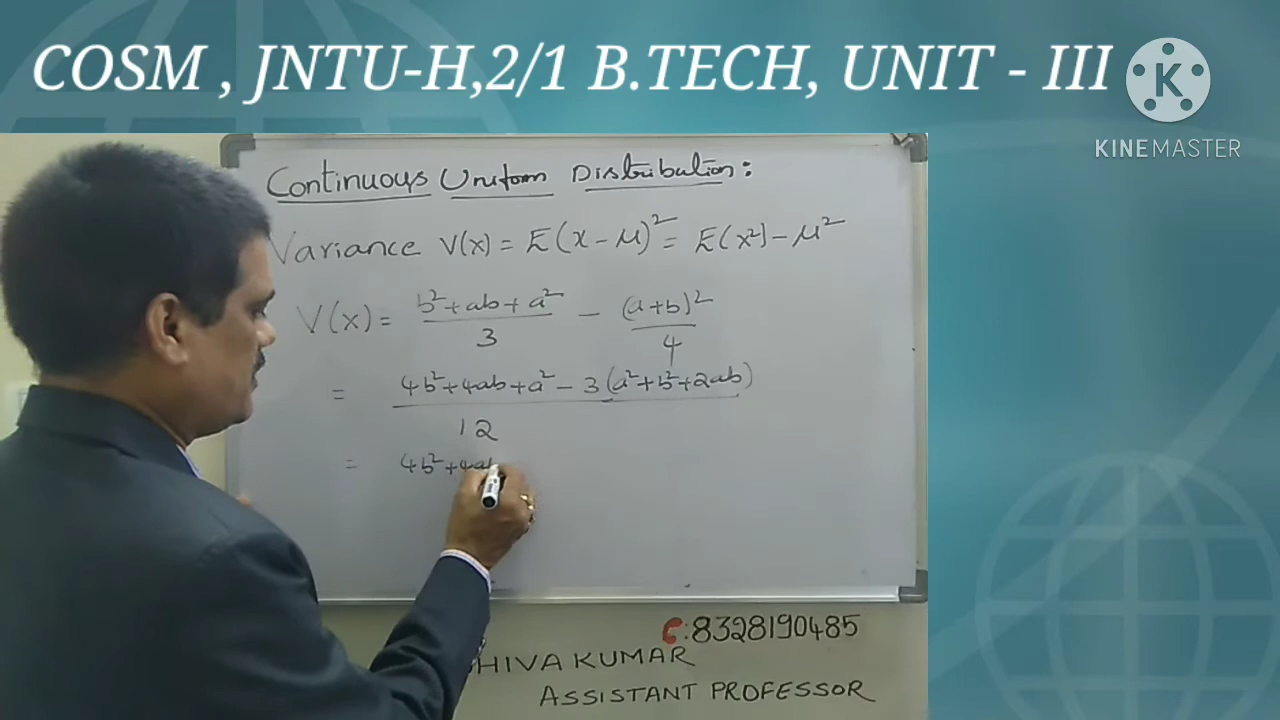 COSM , JNTU-H,2/1 B.TECH, UNIT - III
K
KINEMASTER
Continuous Uniform Distribution:
Variance V(x) = E(x-μ)² = E(x²) - μ²
V(x) = b²+ab+a²/3 - (a+b)²/4
= 4b²+4ab+a² - 3(a²+b²+2ab)/12
= 4b²+4ab
:8328190485
SHIVA KUMAR
ASSISTANT PROFESSOR